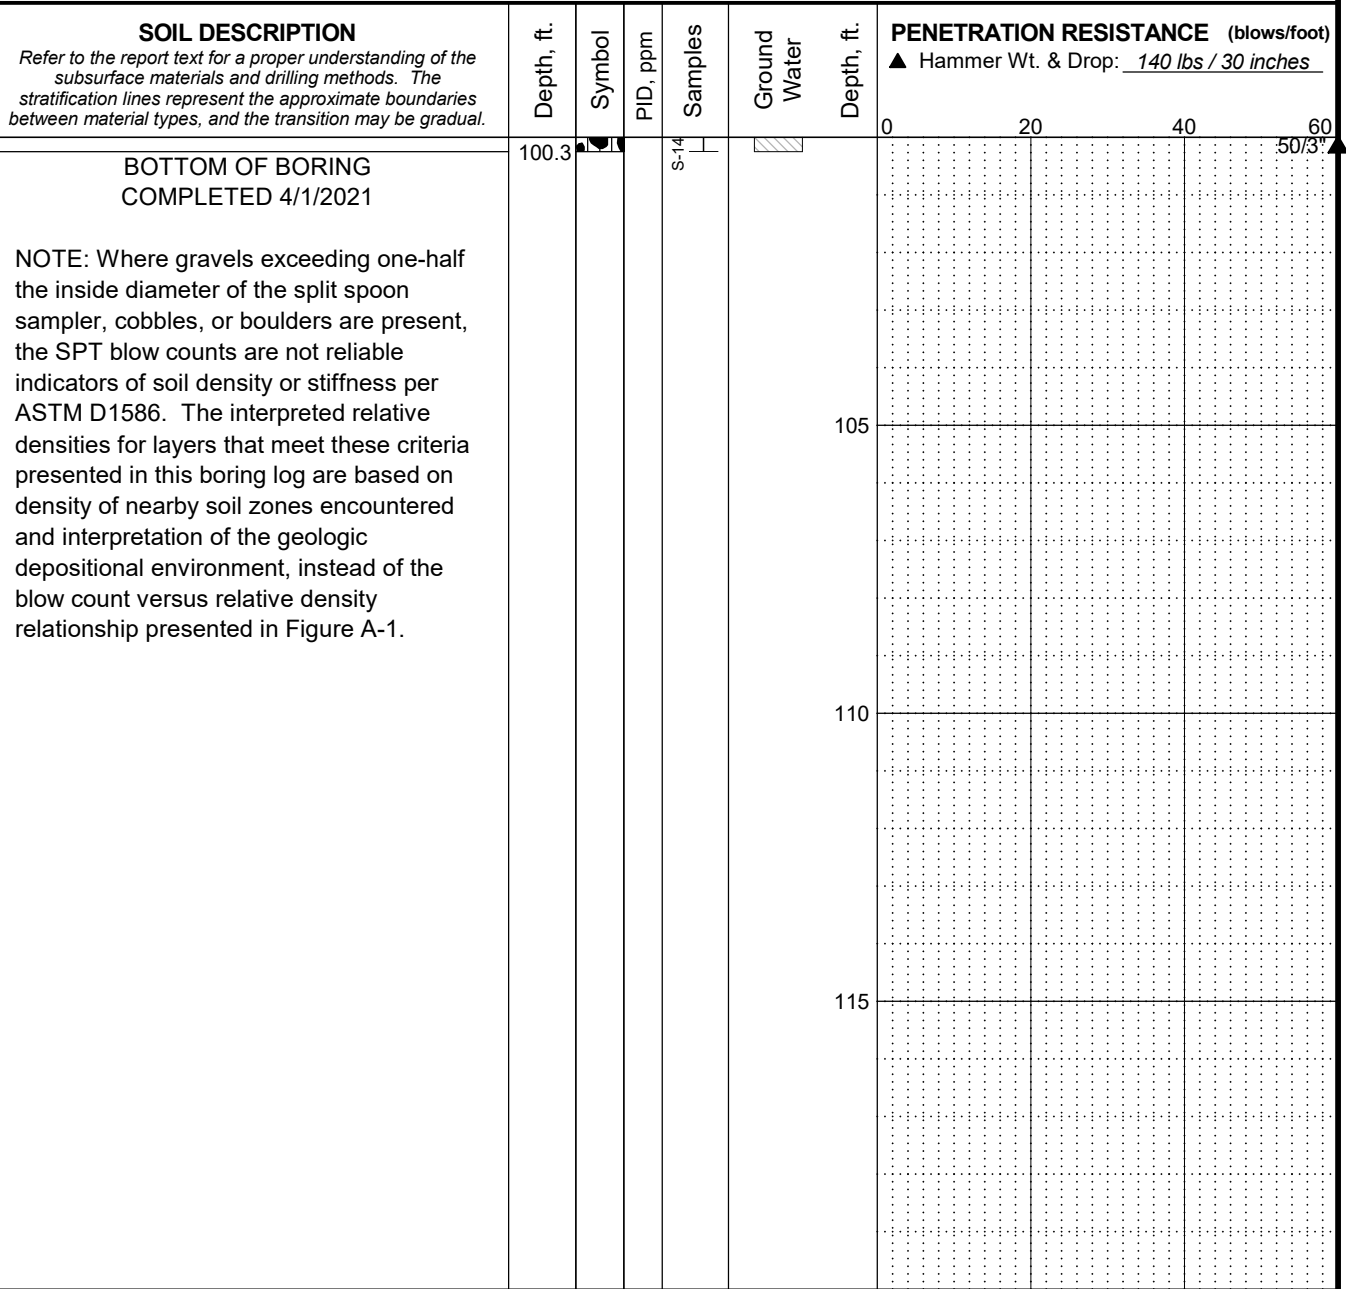 SOIL DESCRIPTION
Refer to the report text for a proper understanding of the
subsurface materials and drilling methods. The
stratification lines represent the approximate boundaries
between material types, and the transition may be gradual.
Depth, ft.
Symbol
PID, ppm
Samples
Ground
Water
Depth, ft.
PENETRATION RESISTANCE (blows/foot)
▲ Hammer Wt. & Drop: 140 lbs / 30 inches
0 20 40 60
BOTTOM OF BORING
COMPLETED 4/1/2021
100.3
S-14
50/3"
NOTE: Where gravels exceeding one-half
the inside diameter of the split spoon
sampler, cobbles, or boulders are present,
the SPT blow counts are not reliable
indicators of soil density or stiffness per
ASTM D1586. The interpreted relative
densities for layers that meet these criteria
presented in this boring log are based on
density of nearby soil zones encountered
and interpretation of the geologic
depositional environment, instead of the
blow count versus relative density
relationship presented in Figure A-1.
105
110
115